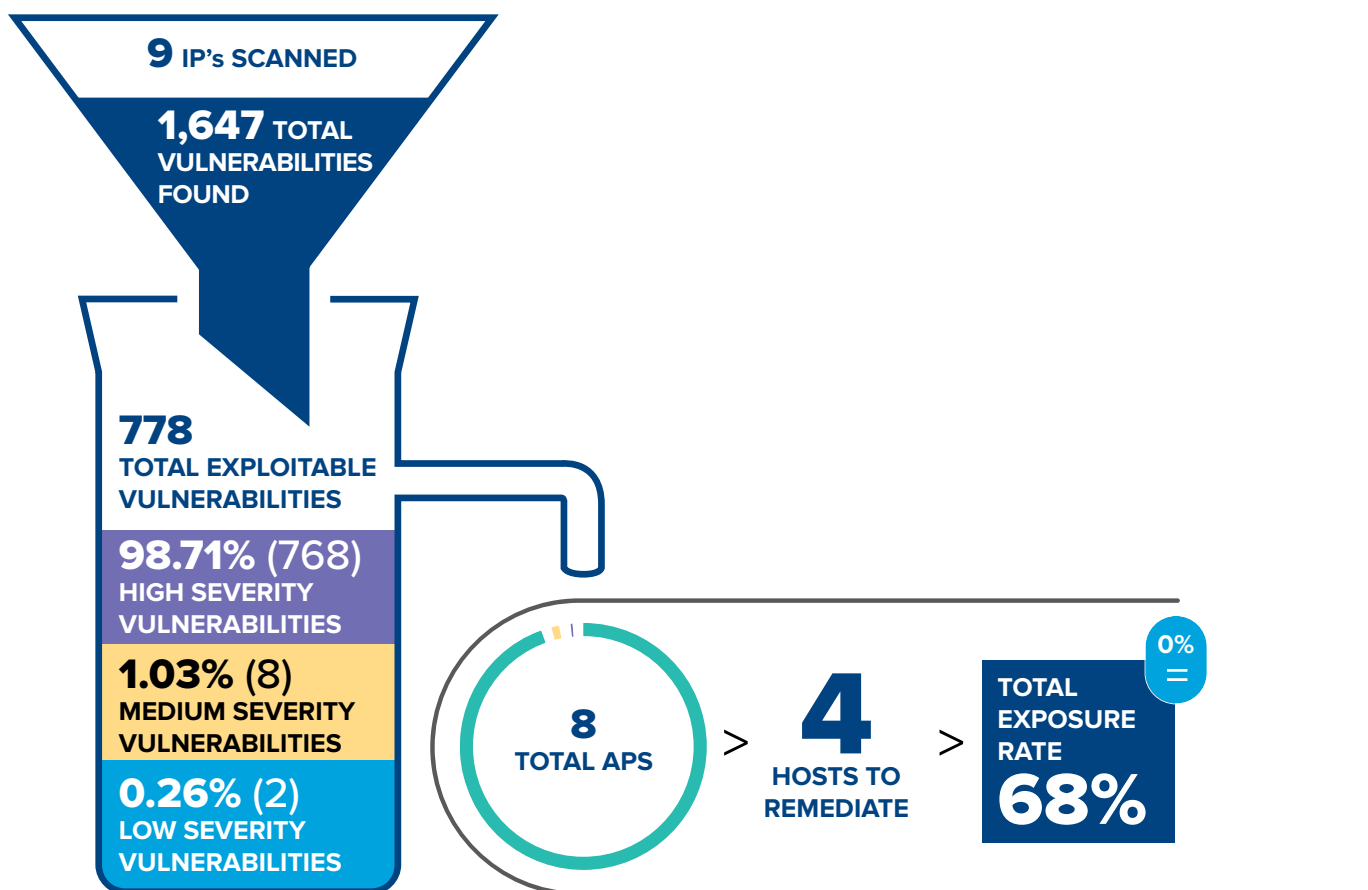 9 IP's SCANNED
1,647 TOTAL
VULNERABILITIES
FOUND
778
TOTAL EXPLOITABLE
VULNERABILITIES
98.71% (768)
HIGH SEVERITY
VULNERABILITIES
1.03% (8)
MEDIUM SEVERITY
VULNERABILITIES
0.26% (2)
LOW SEVERITY
VULNERABILITIES
8
TOTAL APS
>
4
HOSTS TO
REMEDIATE
>
TOTAL
EXPOSURE
RATE
68%
0%
=